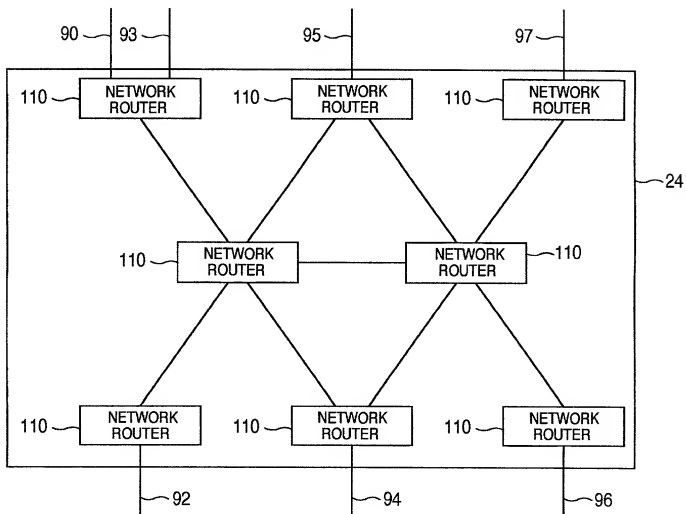 90
93
95
97
110
NETWORK
ROUTER
110
NETWORK
ROUTER
110
NETWORK
ROUTER
24
110
NETWORK
ROUTER
NETWORK
ROUTER
110
110
NETWORK
ROUTER
110
NETWORK
ROUTER
110
NETWORK
ROUTER
92
94
96